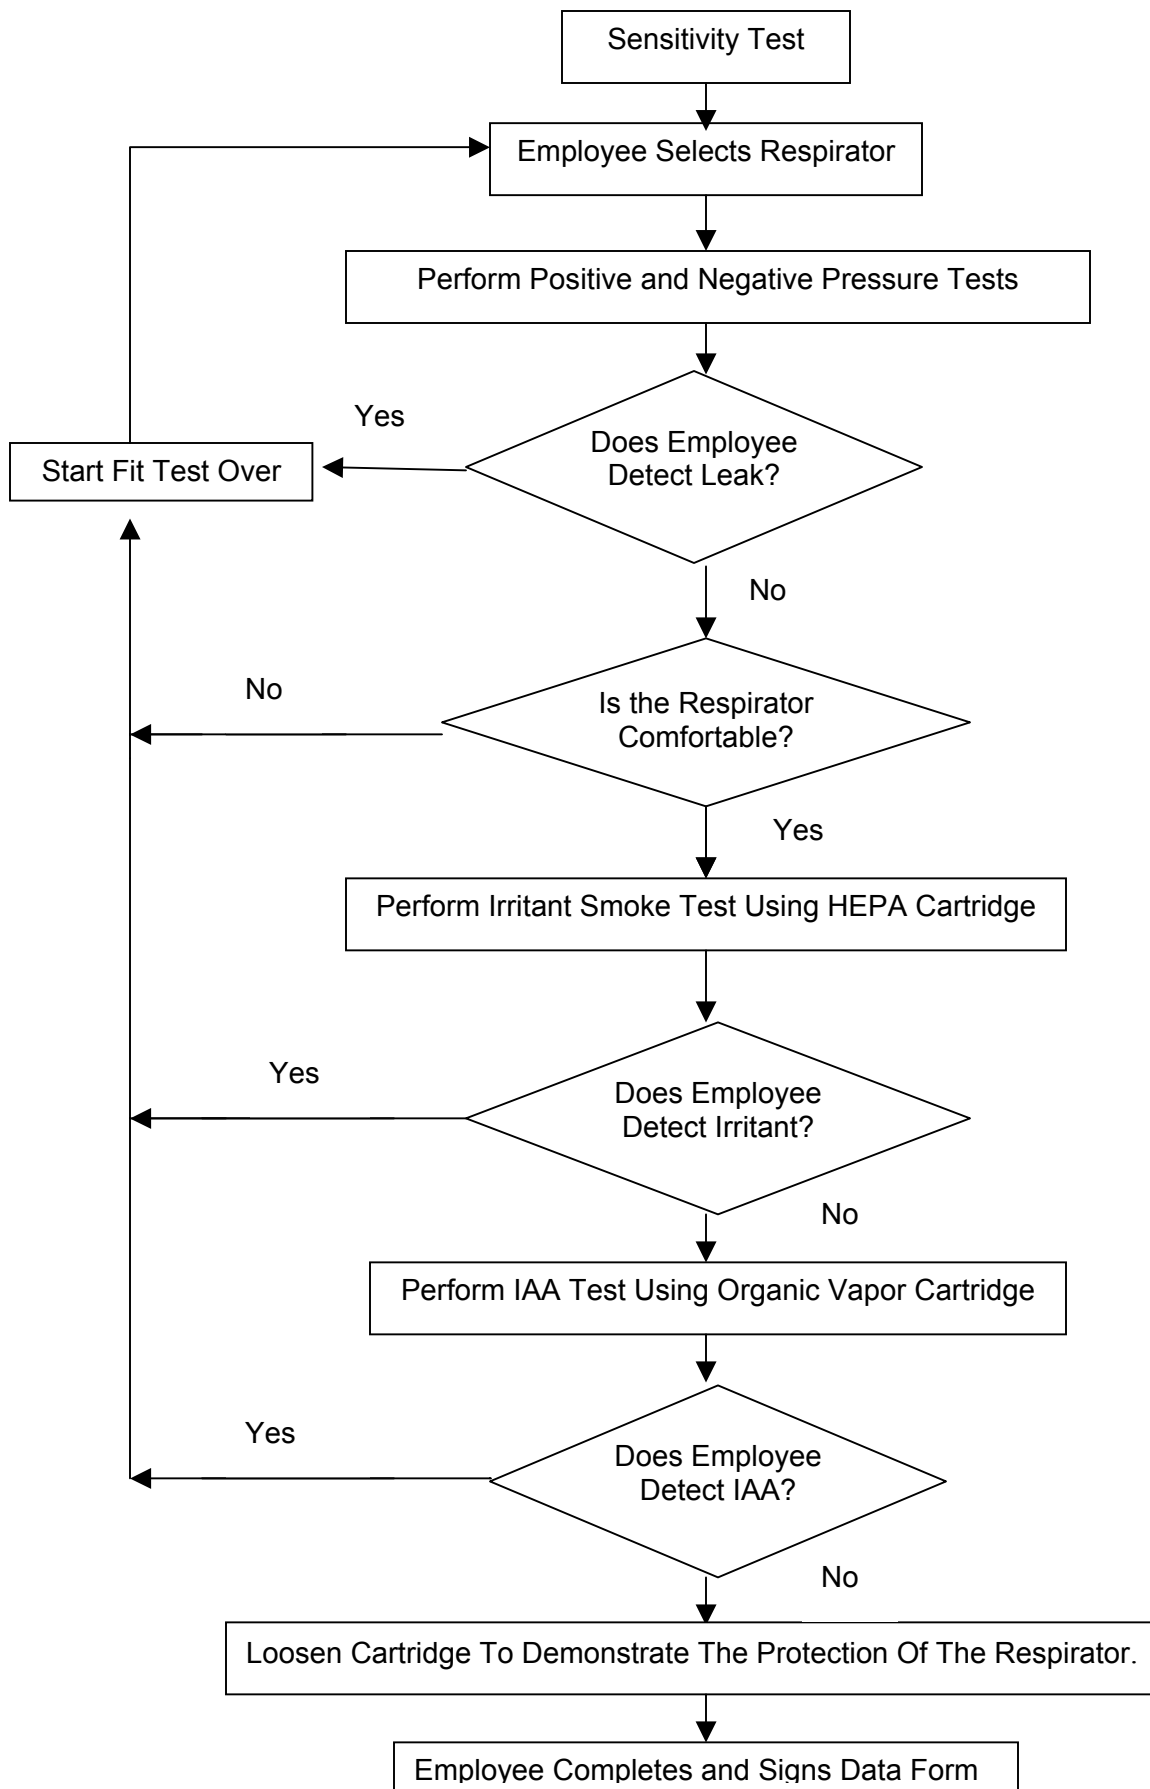 Sensitivity Test
Employee Selects Respirator
Perform Positive and Negative Pressure Tests
Yes
Does Employee
Detect Leak?
Start Fit Test Over
No
No
Is the Respirator
Comfortable?
Yes
Perform Irritant Smoke Test Using HEPA Cartridge
Yes
Does Employee
Detect Irritant?
No
Perform IAA Test Using Organic Vapor Cartridge
Yes
Does Employee
Detect IAA?
No
Loosen Cartridge To Demonstrate The Protection Of The Respirator.
Employee Completes and Signs Data Form